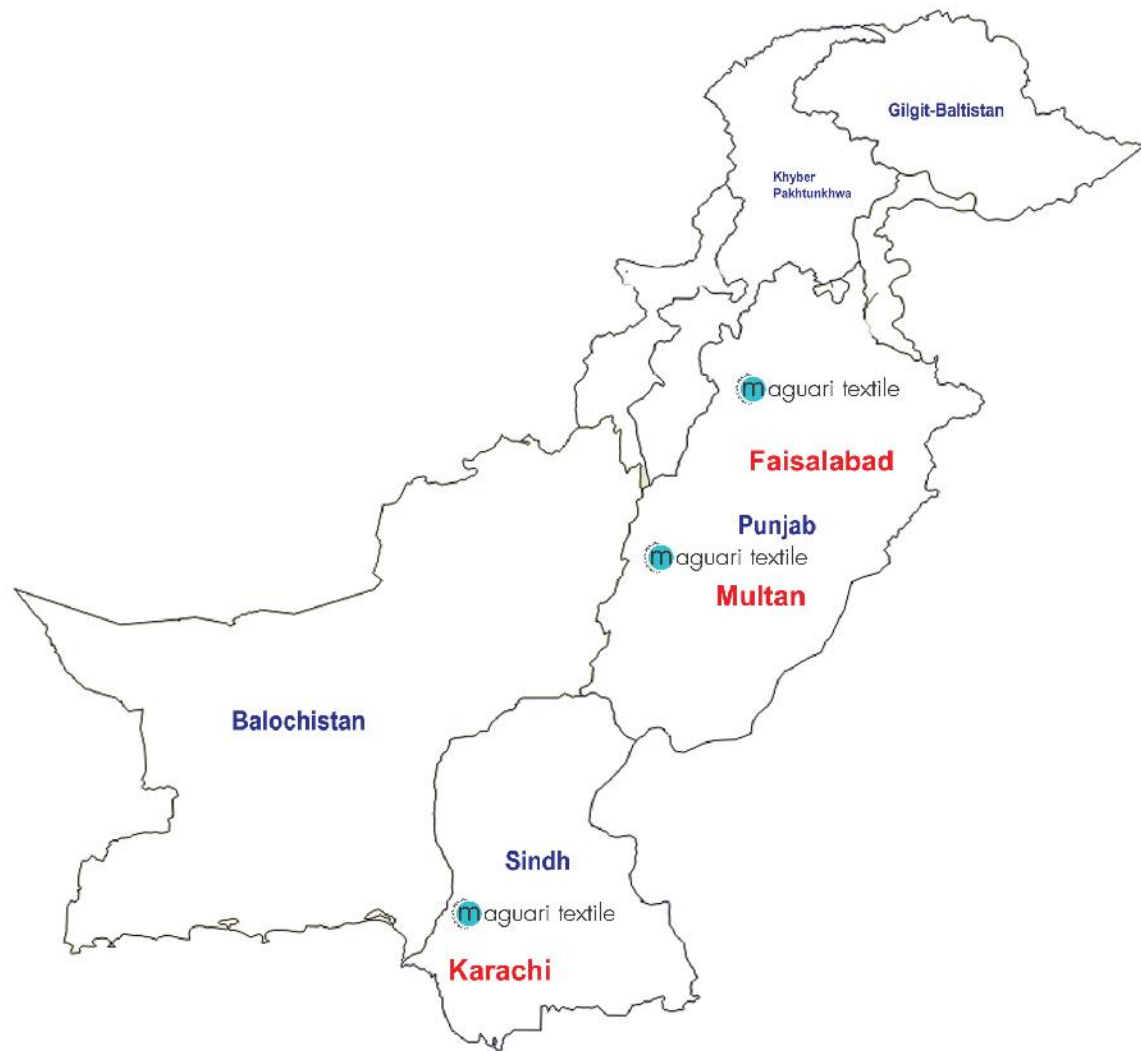 Gilgit-Baltistan
Khyber
Pakhtunkhwa
maguari textile
Faisalabad
Punjab
maguari textile
Multan
Balochistan
Sindh
maguari textile
Karachi